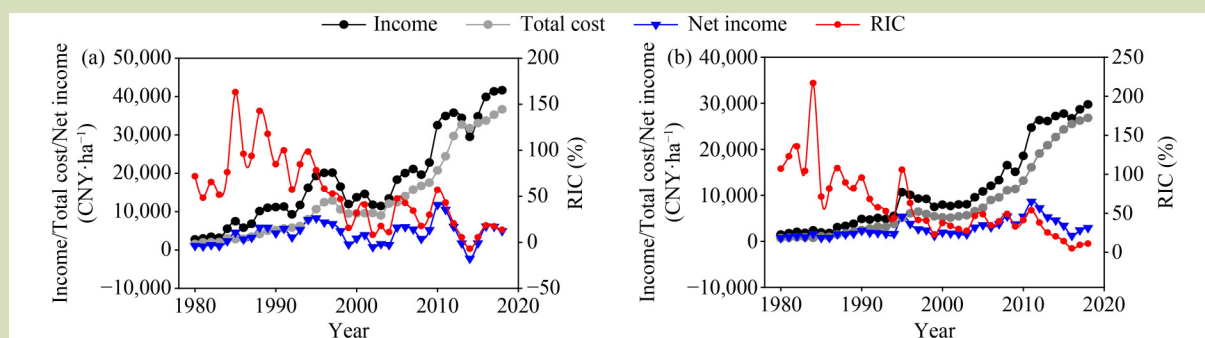 Income Total cost Net income RIC
(a)
Income/Total cost/Net income
(CNY·ha⁻¹)
50,000
40,000
30,000
20,000
10,000
0
−10,000
200
150
100
50
0
−50
RIC (%)
1980 1990 2000 2010 2020
Year
(b)
Income/Total cost/Net income
(CNY·ha⁻¹)
40,000
30,000
20,000
10,000
0
−10,000
250
200
150
100
50
0
RIC (%)
1980 1990 2000 2010 2020
Year